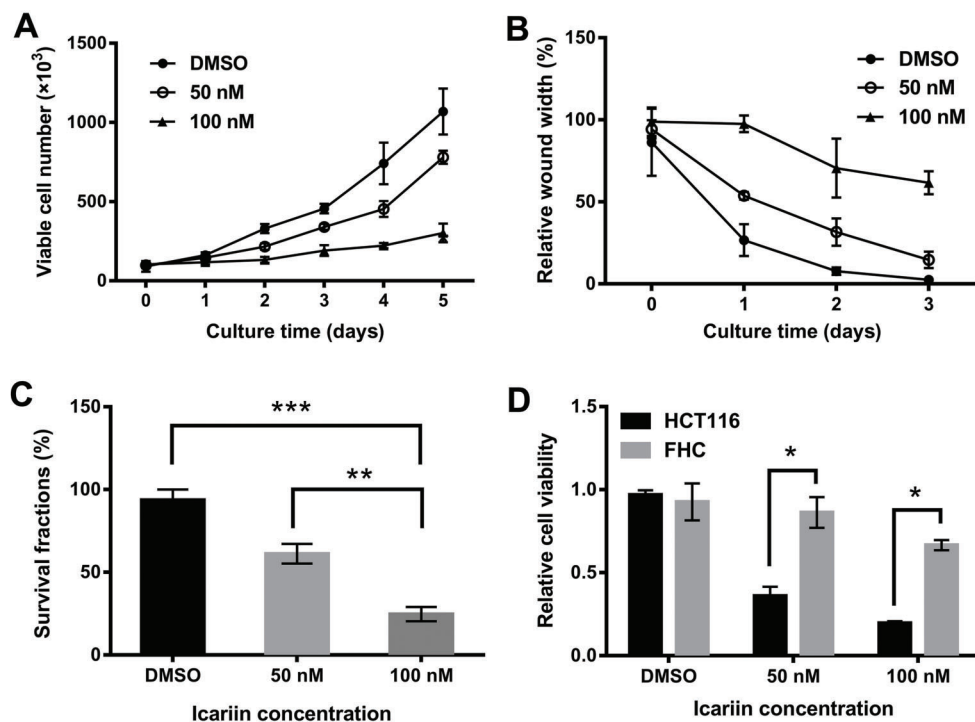 A
Viable cell number (×10³)
1500
1000
500
0
DMSO
50 nM
100 nM
0 1 2 3 4 5
Culture time (days)
B
Relative wound width (%)
150
100
50
0
DMSO
50 nM
100 nM
0 1 2 3
Culture time (days)
C
Survival fractions (%)
150
100
50
0
***
**
DMSO 50 nM 100 nM
Icariin concentration
D
Relative cell viability
1.5
1.0
0.5
0.0
HCT116
FHC
*
*
DMSO 50 nM 100 nM
Icariin concentration